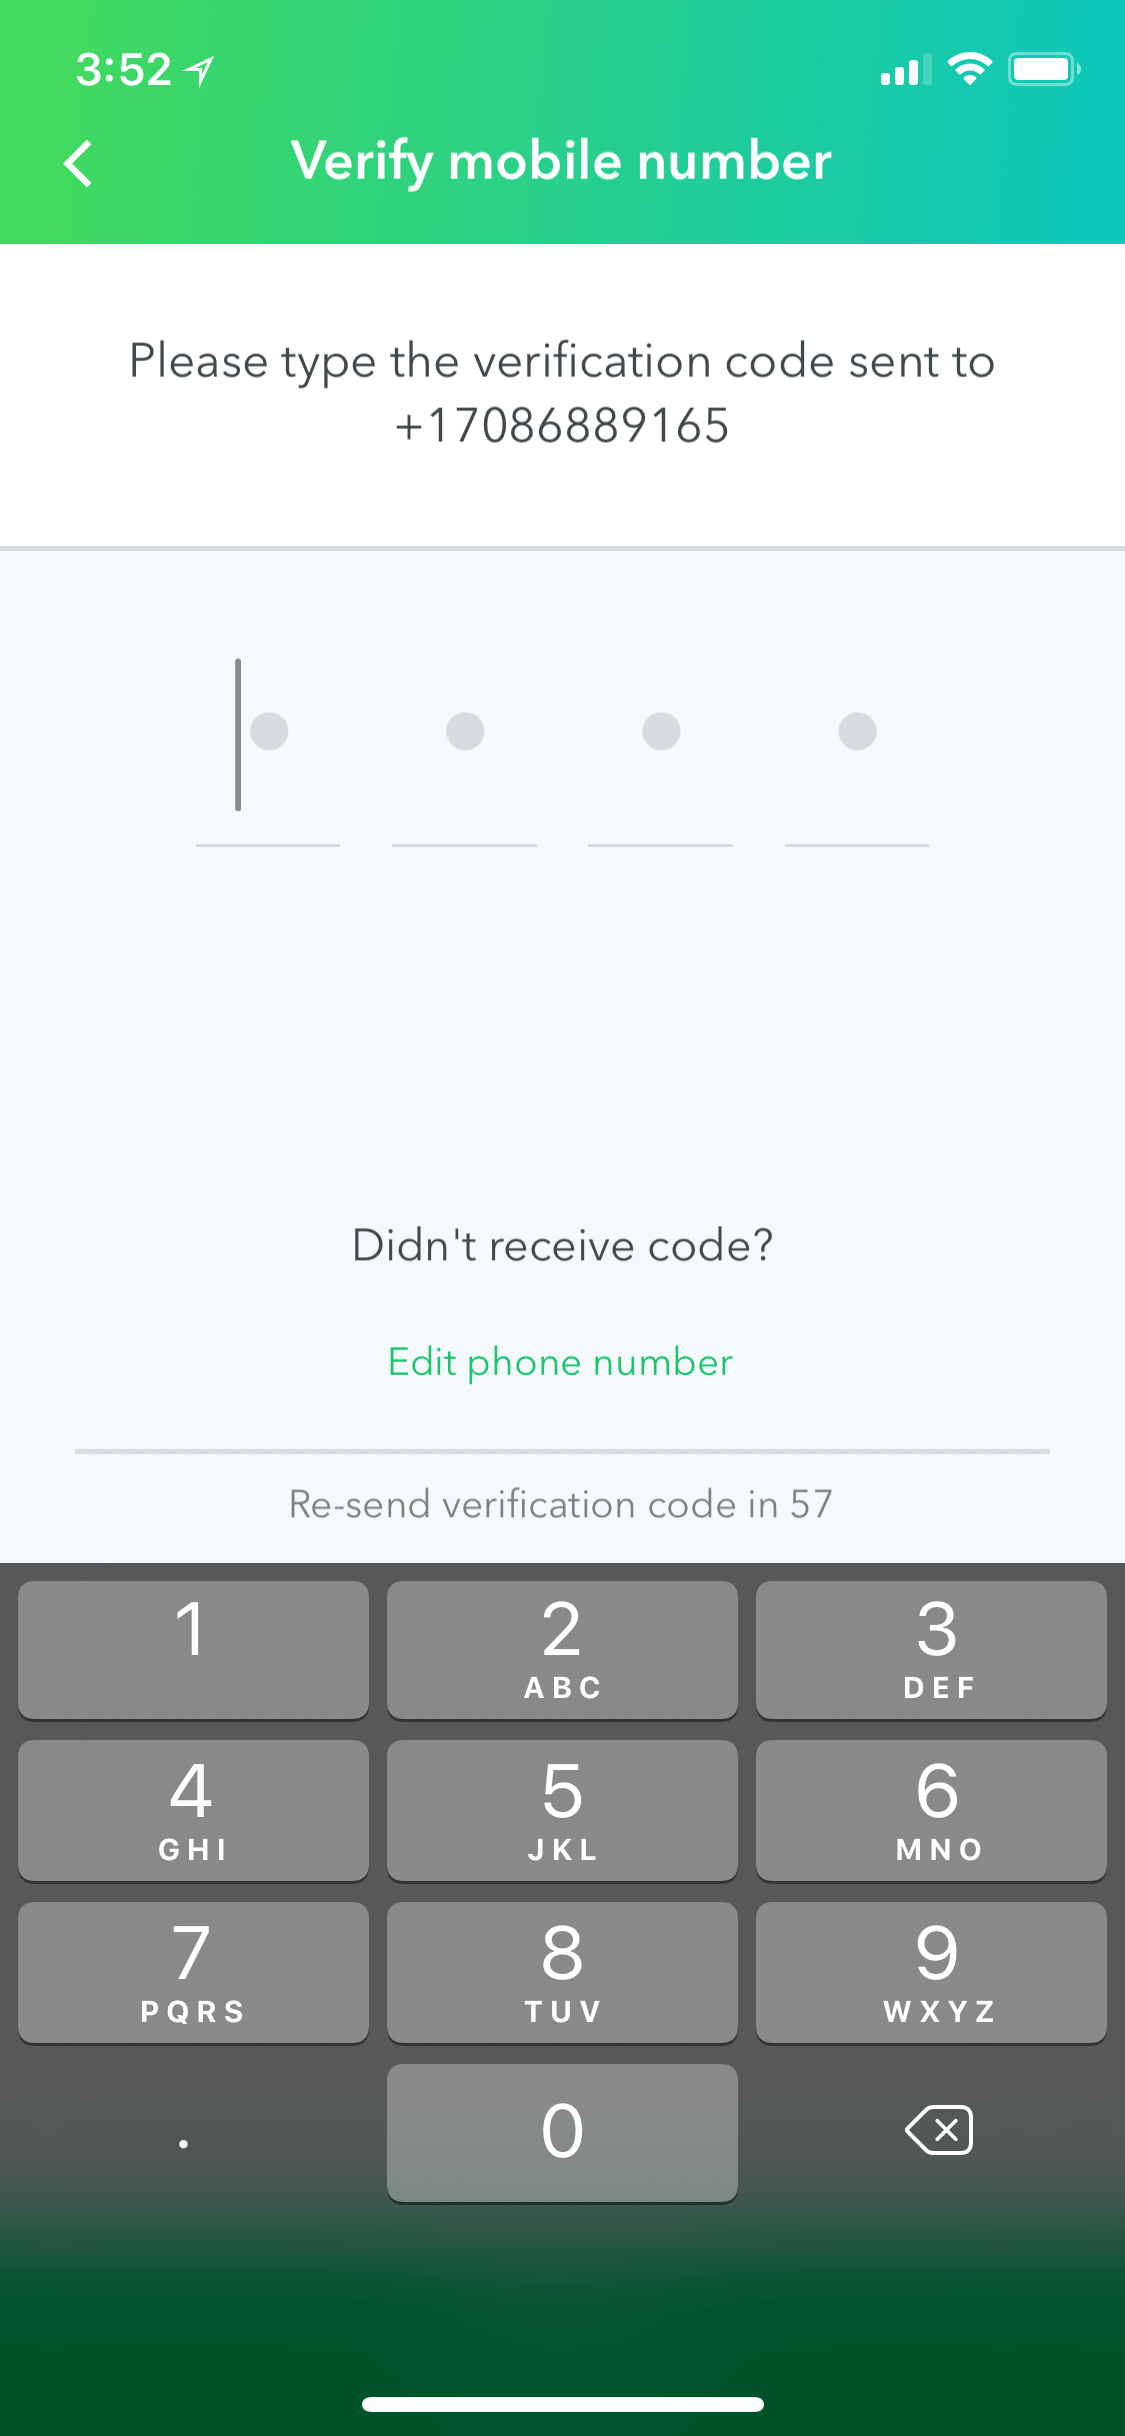 3:52
Verify mobile number
Please type the verification code sent to
+17086889165
Didn't receive code?
Edit phone number
Re-send verification code in 57
1
2
ABC
3
DEF
4
GHI
5
JKL
6
MNO
7
PQRS
8
TUV
9
WXYZ
.
0